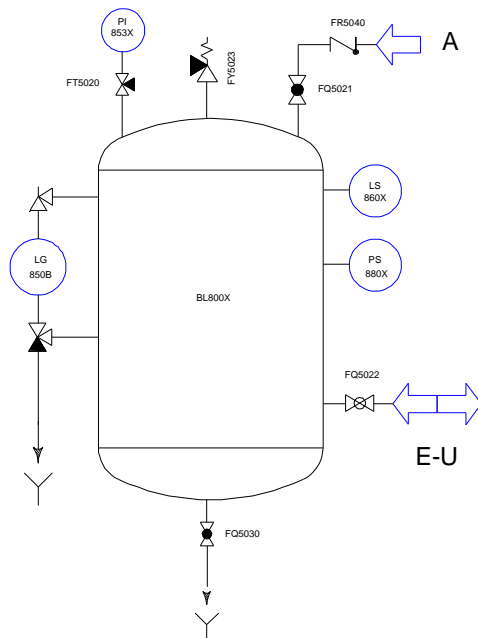 PI
853X
FT5020
FY5023
FR5040
A
FQ5021
LS
860X
LG
850B
PS
880X
BL800X
FQ5022
E-U
FQ5030